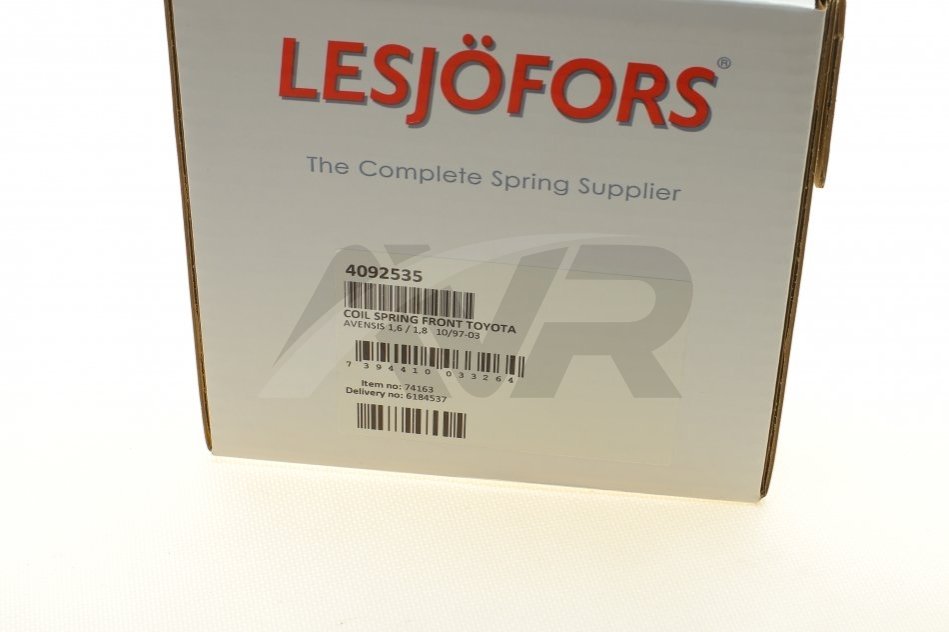 LESJÖFORS®
The Complete Spring Supplier
4092535
COIL SPRING FRONT TOYOTA
AVENSIS 1,6 / 1,8 10/97-03
7 394410 033264
Item no: 74163
Delivery no: 6184537
AVR